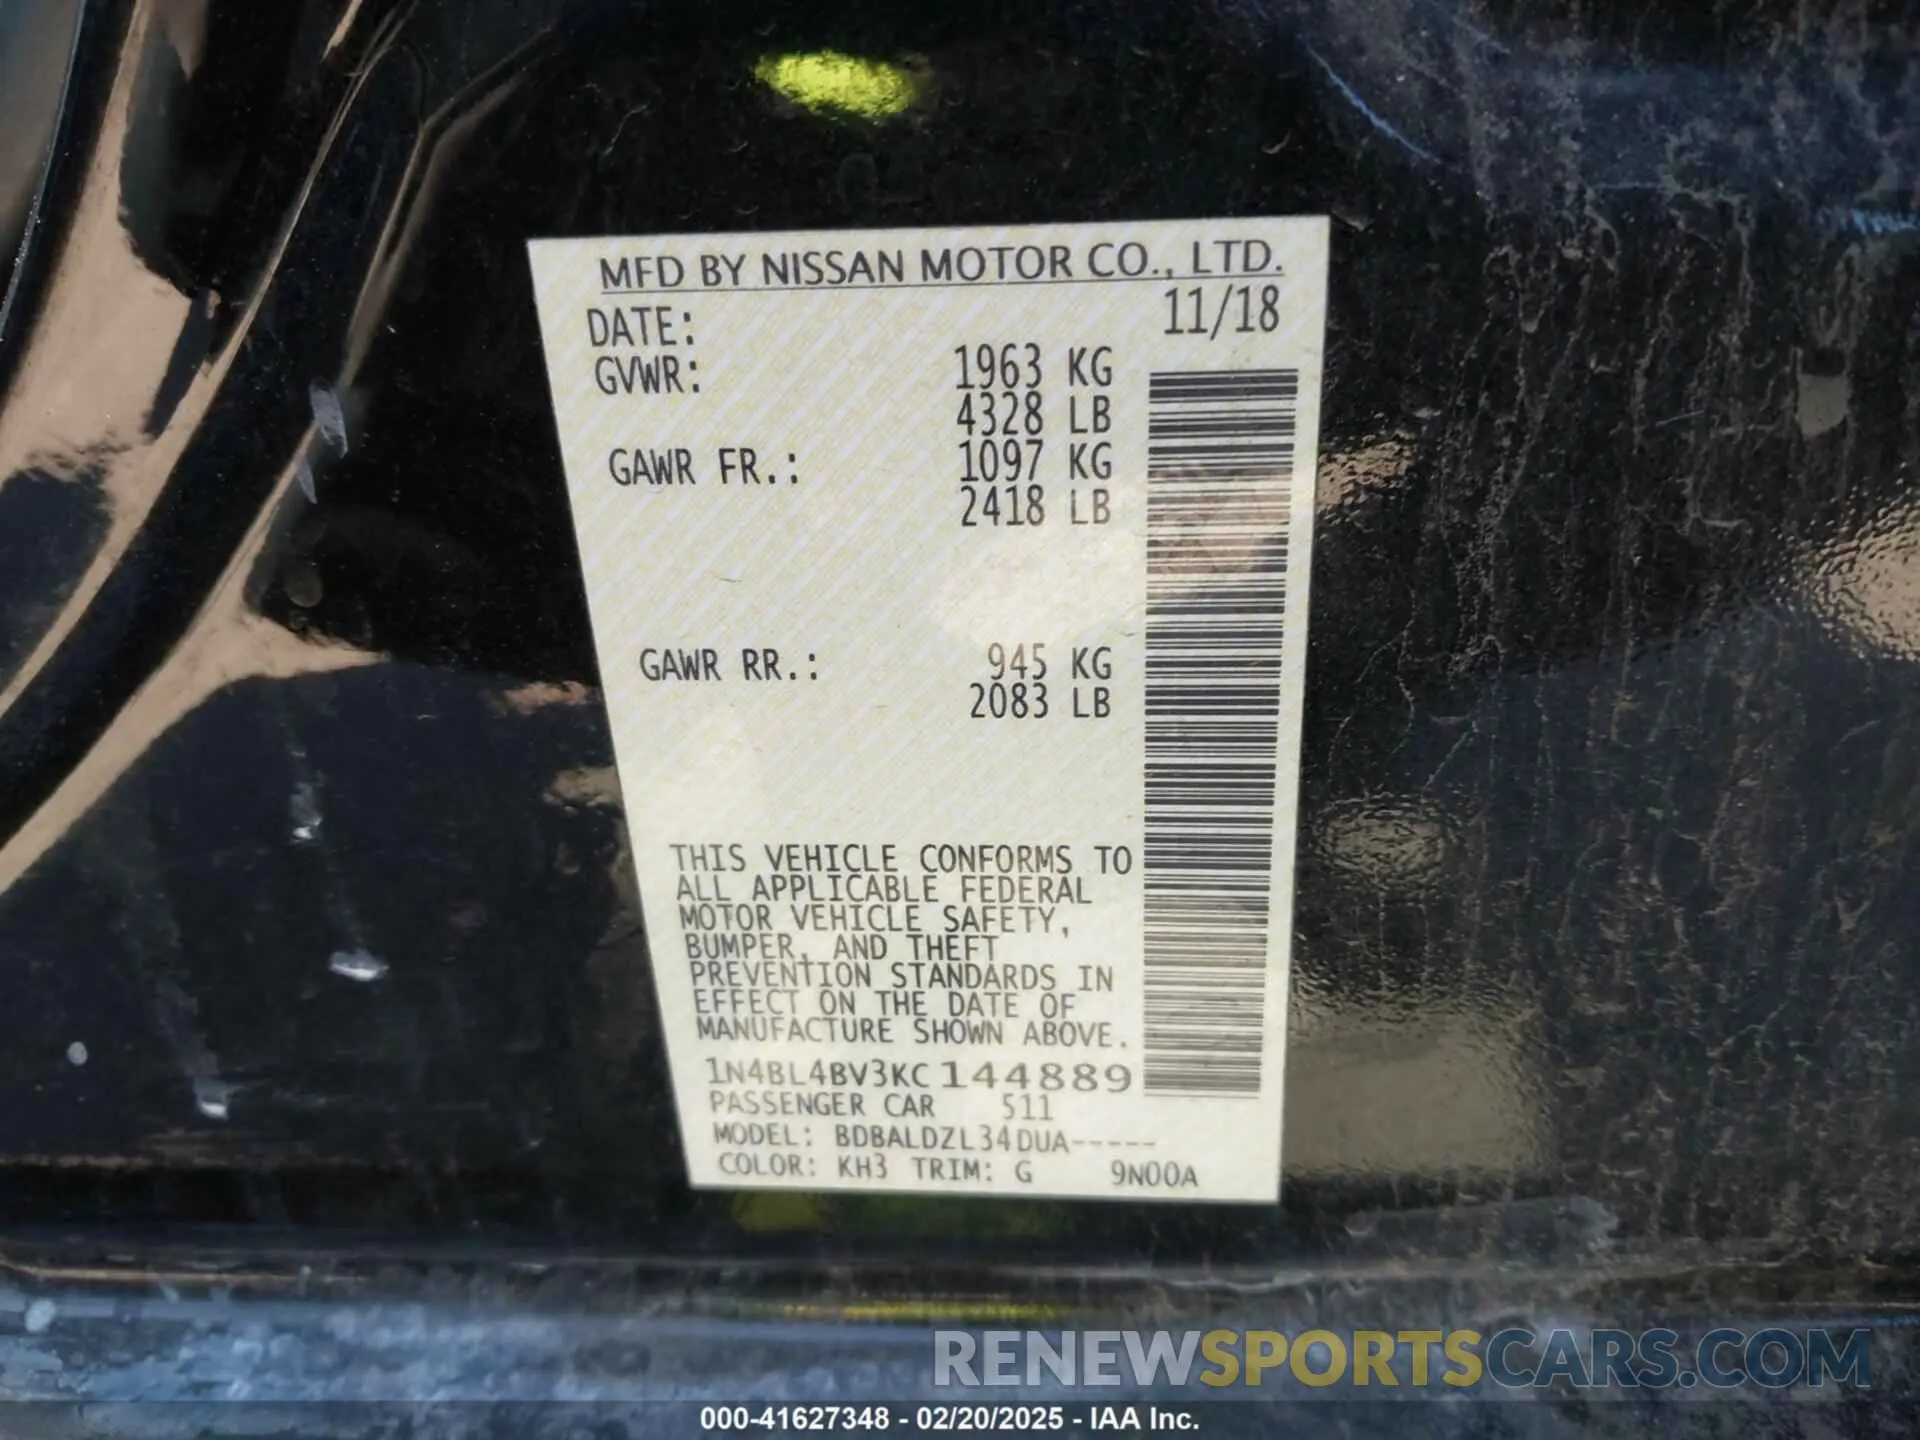 MFD BY NISSAN MOTOR CO., LTD.
DATE: 11/18
GVWR: 1963 KG
4328 LB
GAWR FR.: 1097 KG
2418 LB
GAWR RR.: 945 KG
2083 LB
THIS VEHICLE CONFORMS TO
ALL APPLICABLE FEDERAL
MOTOR VEHICLE SAFETY,
BUMPER, AND THEFT
PREVENTION STANDARDS IN
EFFECT ON THE DATE OF
MANUFACTURE SHOWN ABOVE.
1N4BL4BV3KC144889
PASSENGER CAR 511
MODEL: BDBALDZL34DUA-----
COLOR: KH3 TRIM: G 9N00A
RENEWSPORTSCARS.COM
000-41627348 - 02/20/2025 - IAA Inc.